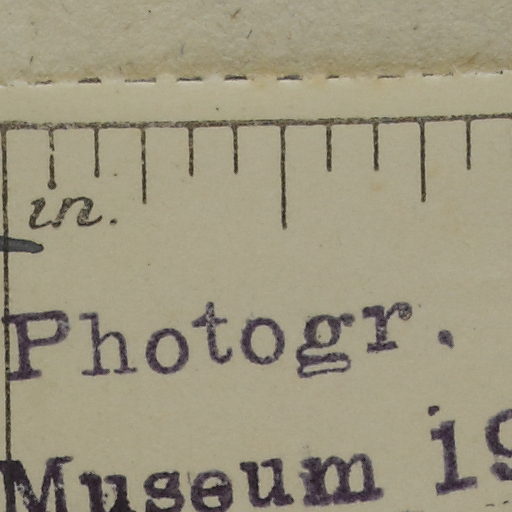 in.
Photogr.
Museum 19